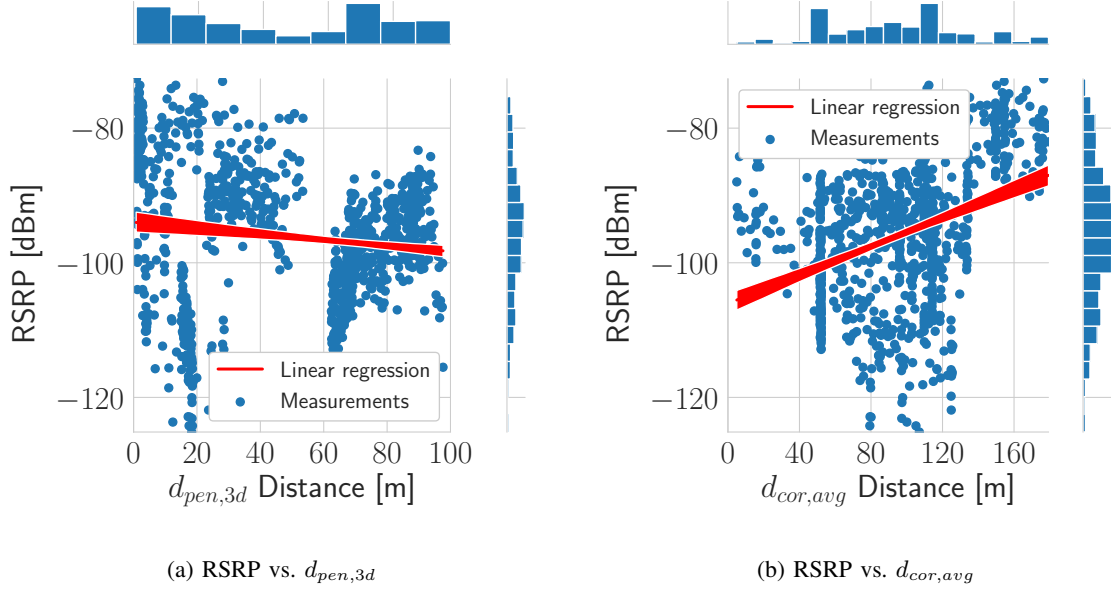 RSRP [dBm]
−80
−100
−120
Linear regression
Measurements
0 20 40 60 80 100
d_{pen,3d} Distance [m]
(a) RSRP vs. d_{pen,3d}
RSRP [dBm]
−80
−100
−120
Linear regression
Measurements
0 40 80 120 160
d_{cor,avg} Distance [m]
(b) RSRP vs. d_{cor,avg}